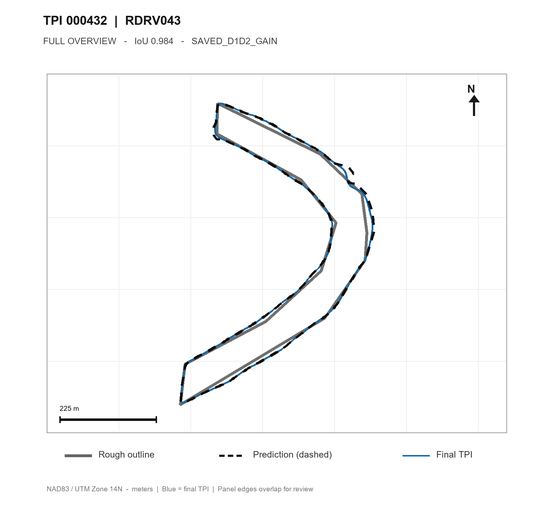 TPI 000432 | RDRV043
FULL OVERVIEW - IoU 0.984 - SAVED_D1D2_GAIN
N
225 m
Rough outline
Prediction (dashed)
Final TPI
NAD83 / UTM Zone 14N - meters | Blue = final TPI | Panel edges overlap for review